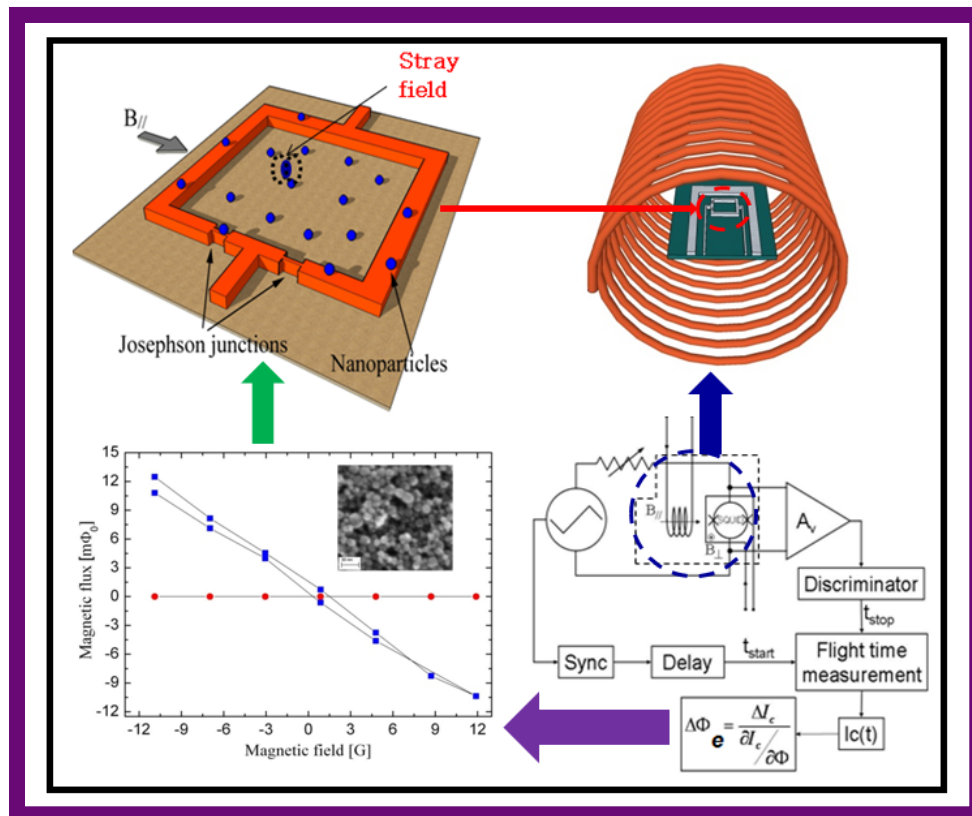 Stray
field
B//
Josephson junctions
Nanoparticles
15
12
9
6
3
0
-3
-6
-9
-12
-12 -9 -6 -3 0 3 6 9 12
Magnetic flux [mΦ0]
Magnetic field [G]
B//
SQUID
B⊥
Av
Discriminator
tstop
Sync
Delay
tstart
Flight time
measurement
Ic(t)
ΔΦe = ΔIc / ∂Ic/∂Φ